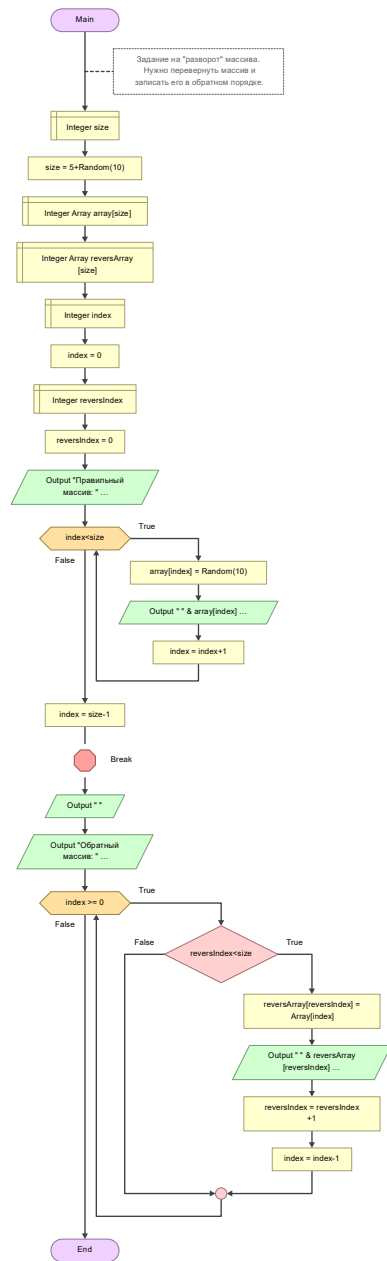 Main
Задание на "разворот" массива.
Нужно перевернуть массив и
записать его в обратном порядке.
Integer size
size = 5+Random(10)
Integer Array array[size]
Integer Array reversArray
[size]
Integer index
index = 0
Integer reversIndex
reversIndex = 0
Output "Правильный
массив: " ...
index<size
True
False
array[index] = Random(10)
Output " " & array[index] ...
index = index+1
index = size-1
Break
Output " "
Output "Обратный
массив: " ...
index >= 0
True
False
reversIndex<size
False
True
reversArray[reversIndex] =
Array[index]
Output " " & reversArray
[reversIndex] ...
reversIndex = reversIndex
+1
index = index-1
End